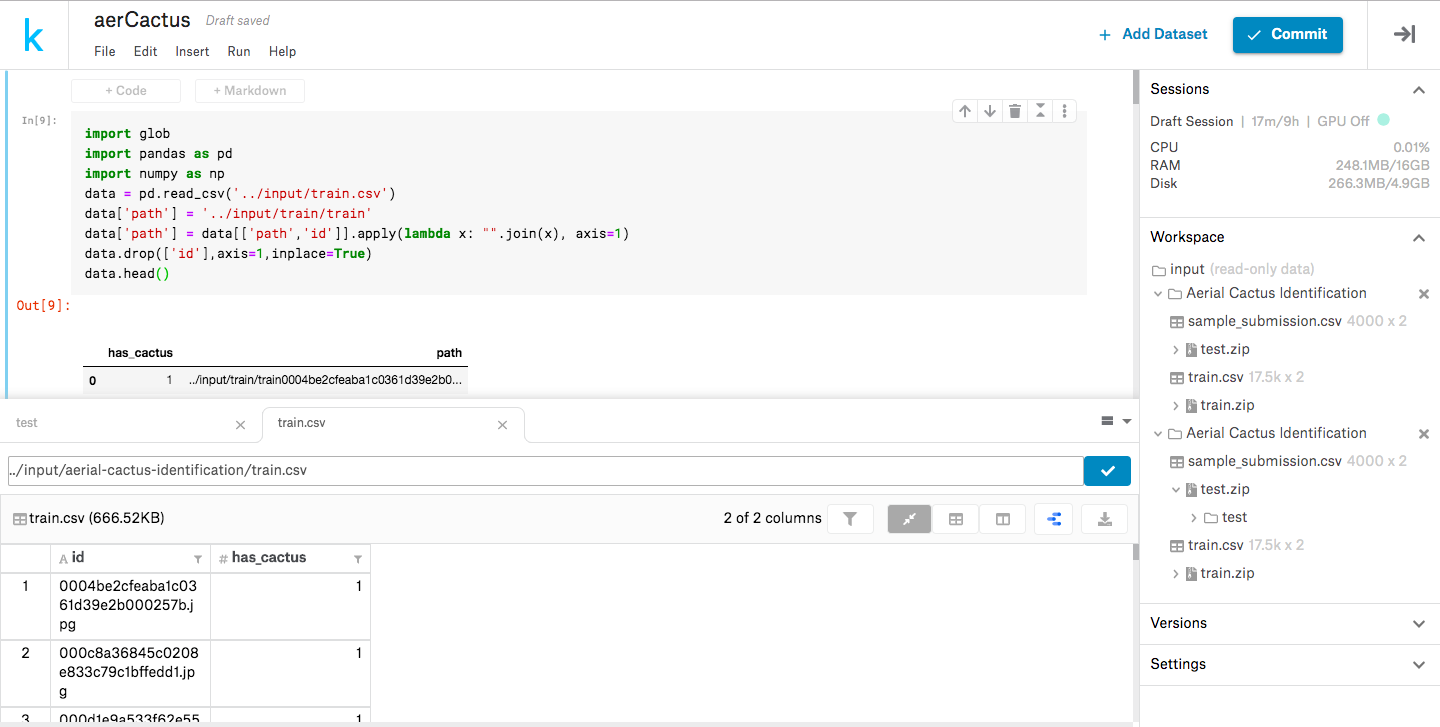 k
aerCactus Draft saved
File Edit Insert Run Help
+ Add Dataset
Commit
+ Code + Markdown
In[9]:
import glob
import pandas as pd
import numpy as np
data = pd.read_csv('../input/train.csv')
data['path'] = '../input/train/train'
data['path'] = data[['path','id']].apply(lambda x: "".join(x), axis=1)
data.drop(['id'],axis=1,inplace=True)
data.head()
Out[9]:
has_cactus path
0 1 ../input/train/train0004be2cfeaba1c0361d39e2b0...
test
train.csv
../input/aerial-cactus-identification/train.csv
train.csv (666.52KB)
2 of 2 columns
A id # has_cactus
1 0004be2cfeaba1c03 1
61d39e2b000257b.j
pg
2 000c8a36845c0208 1
e833c79c1bffedd1.jp
g
3 000d1e9a533f62e55 1
Sessions
Draft Session | 17m/9h | GPU Off
CPU 0.01%
RAM 248.1MB/16GB
Disk 266.3MB/4.9GB
Workspace
input (read-only data)
Aerial Cactus Identification
sample_submission.csv 4000 x 2
test.zip
train.csv 17.5k x 2
train.zip
Aerial Cactus Identification
sample_submission.csv 4000 x 2
test.zip
test
train.csv 17.5k x 2
train.zip
Versions
Settings